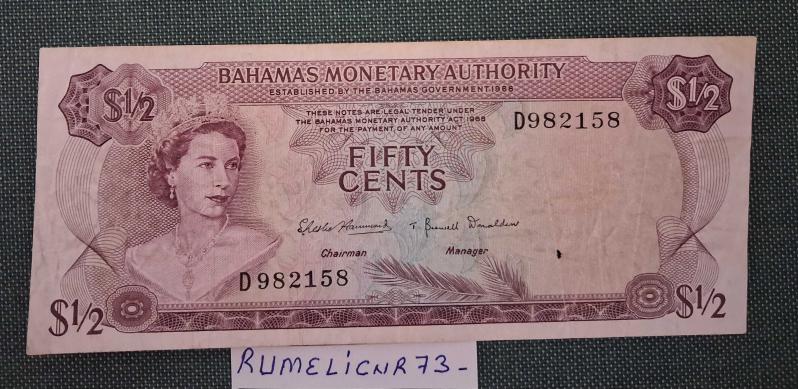 BAHAMAS MONETARY AUTHORITY
ESTABLISHED BY THE BAHAMAS GOVERNMENT 1968
$1/2
$1/2
THESE NOTES ARE LEGAL TENDER UNDER
THE BAHAMAS MONETARY AUTHORITY ACT 1968
FOR THE PAYMENT OF ANY AMOUNT
D982158
FIFTY
CENTS
Chairman
Manager
D982158
$1/2
$1/2
RUMELiCNR73-